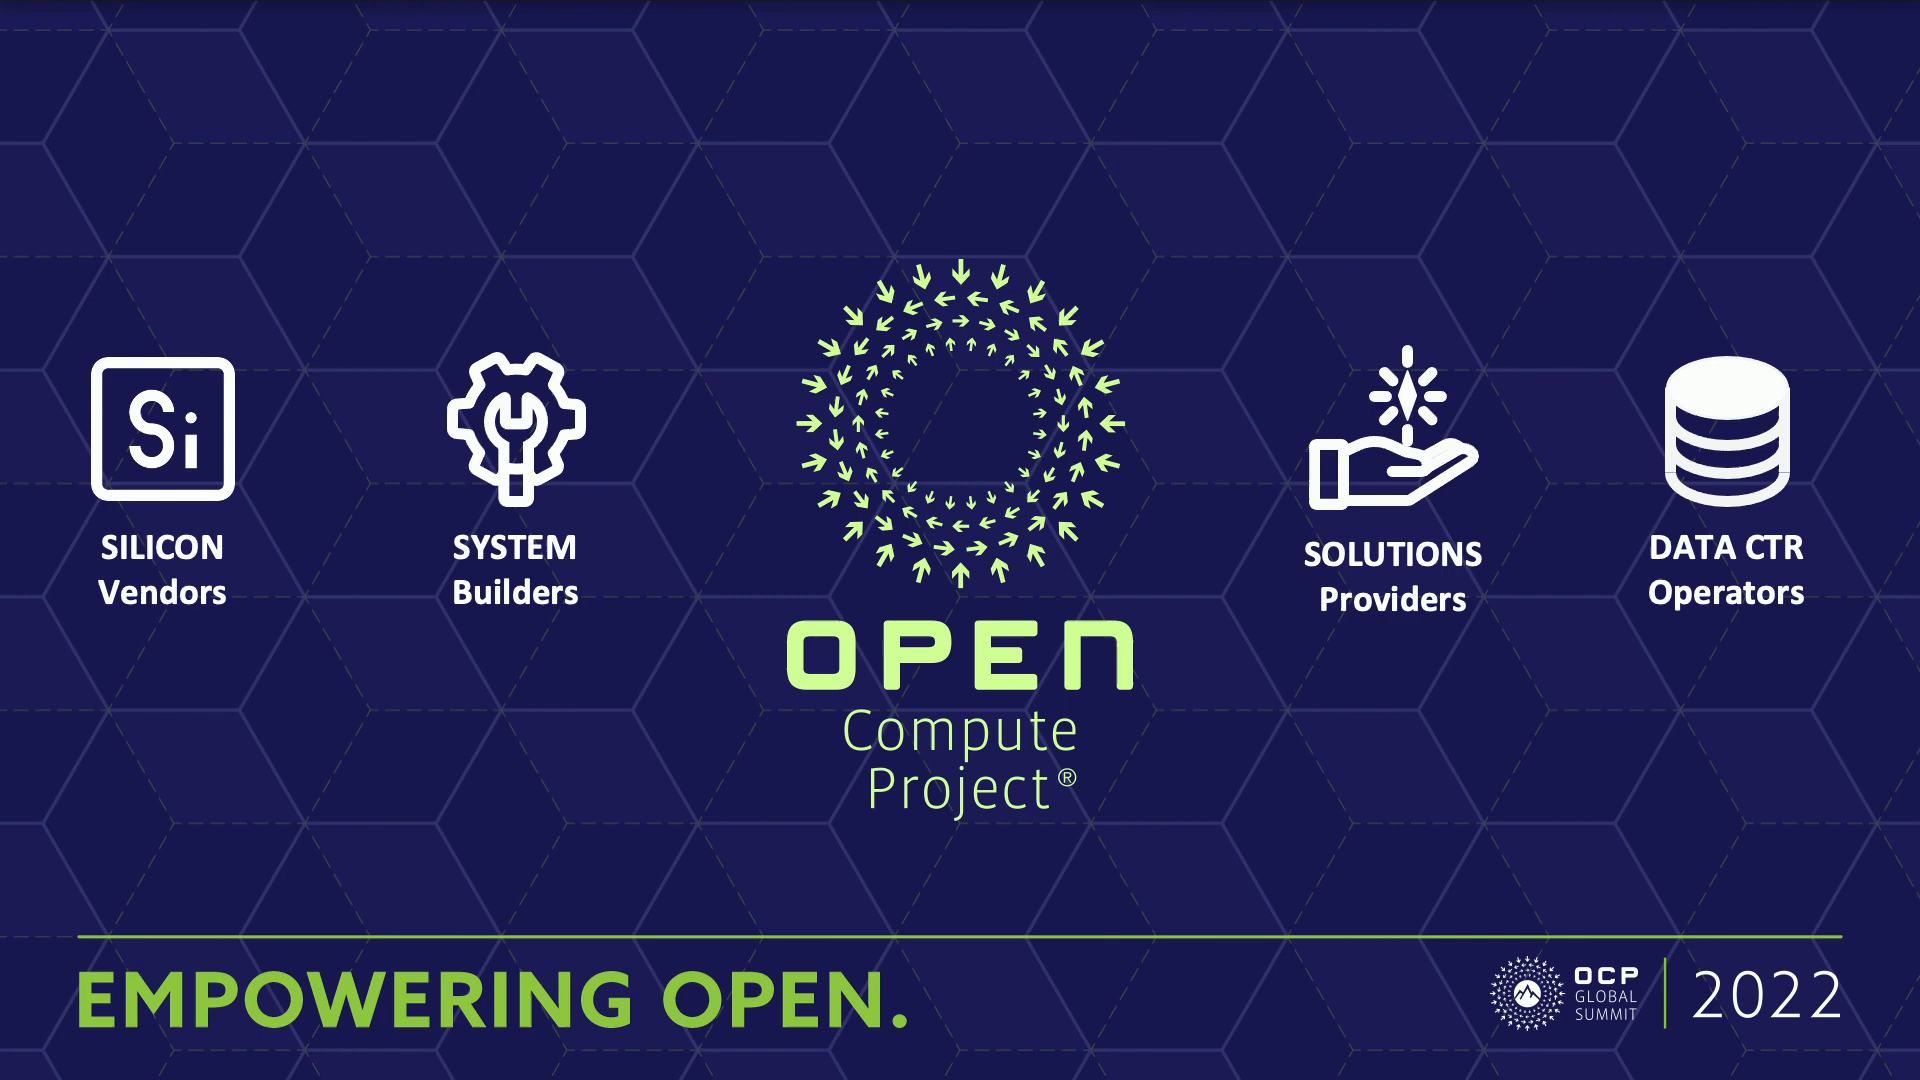 Si
SILICON
Vendors
SYSTEM
Builders
OPEN
Compute
Project®
SOLUTIONS
Providers
DATA CTR
Operators
EMPOWERING OPEN.
OCP
GLOBAL
SUMMIT
2022